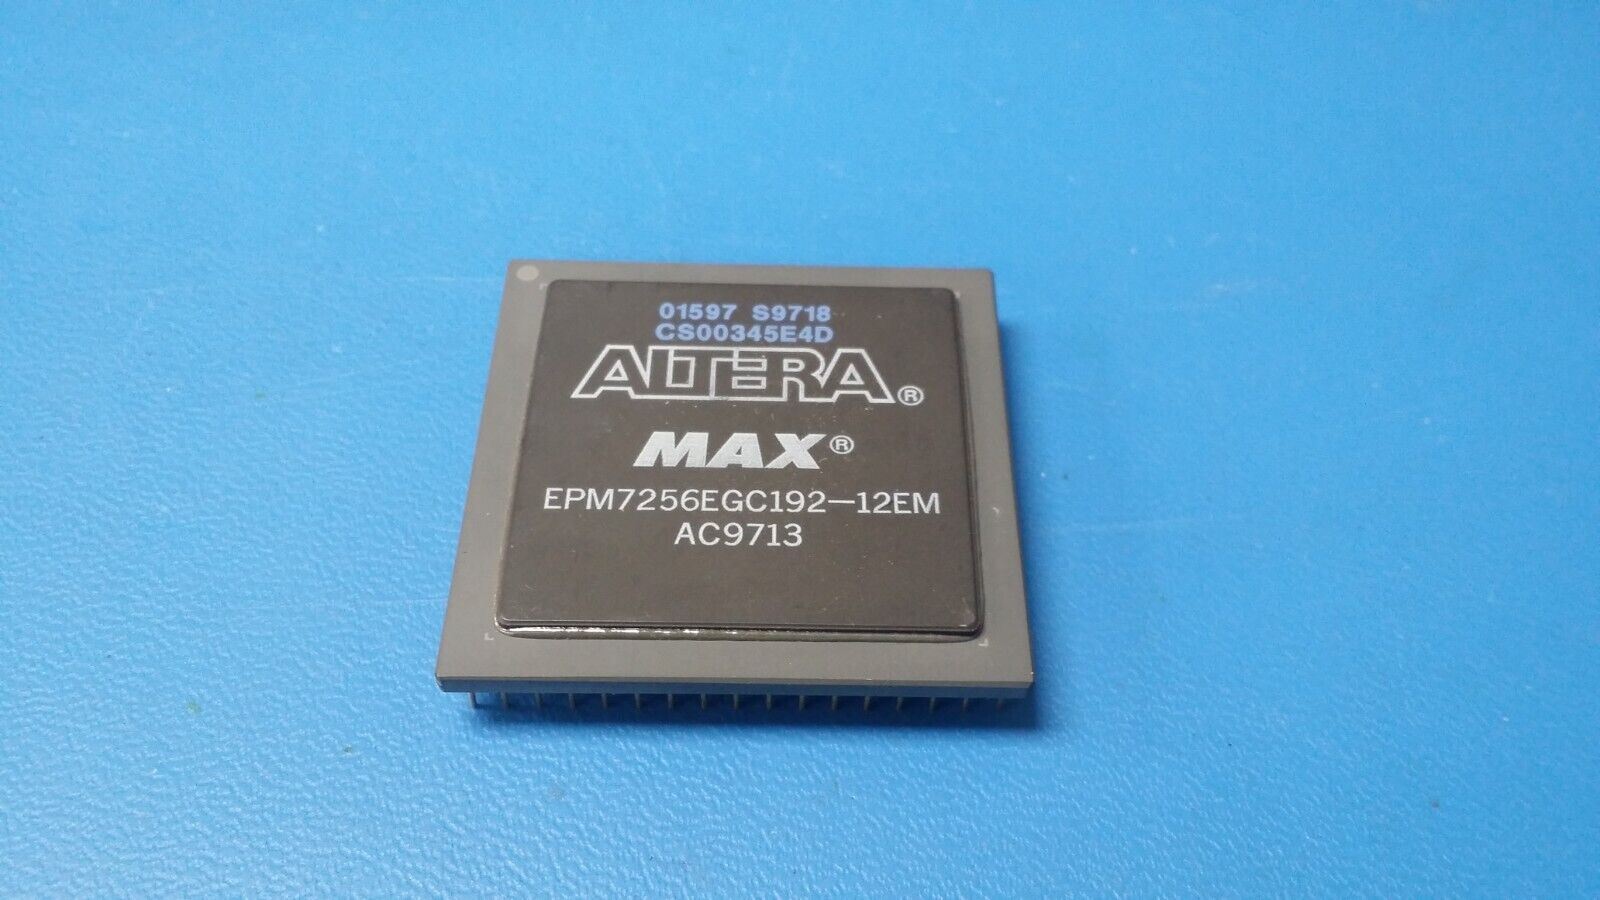 01597 S9718
CS00345E4D
ALTERA®
MAX®
EPM7256EGC192-12EM
AC9713